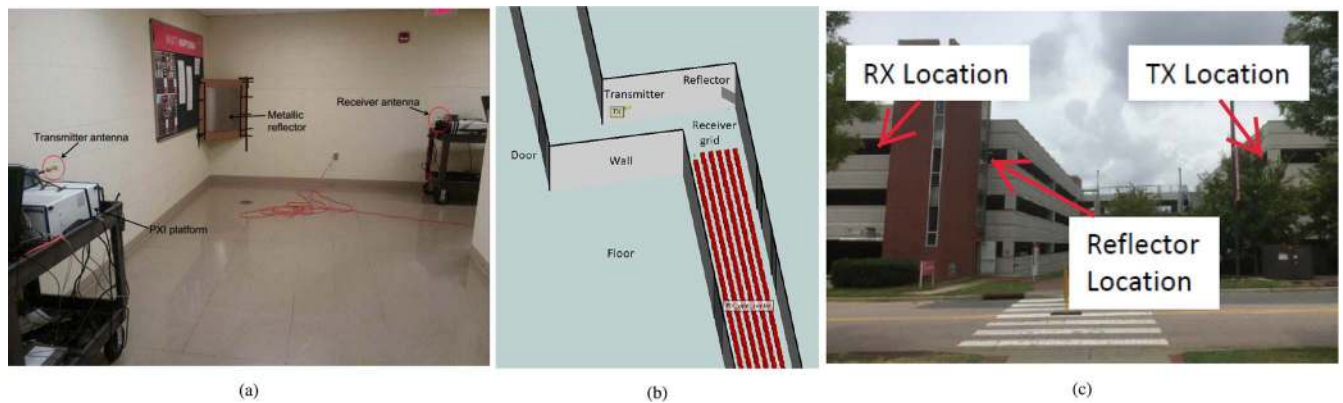 Transmitter antenna
Metallic
reflector
Receiver antenna
PXI platform
(a)
Reflector
Transmitter
TX
Receiver
grid
Door
Wall
Floor
(b)
RX Location
TX Location
Reflector
Location
(c)